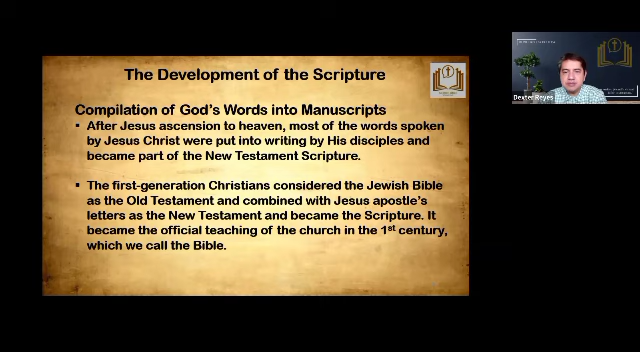 The Development of the Scripture
Compilation of God's Words into Manuscripts
▪ After Jesus ascension to heaven, most of the words spoken
by Jesus Christ were put into writing by His disciples and
became part of the New Testament Scripture.
▪ The first-generation Christians considered the Jewish Bible
as the Old Testament and combined with Jesus apostle's
letters as the New Testament and became the Scripture. It
became the official teaching of the church in the 1st century,
which we call the Bible.
Dexter Reyes